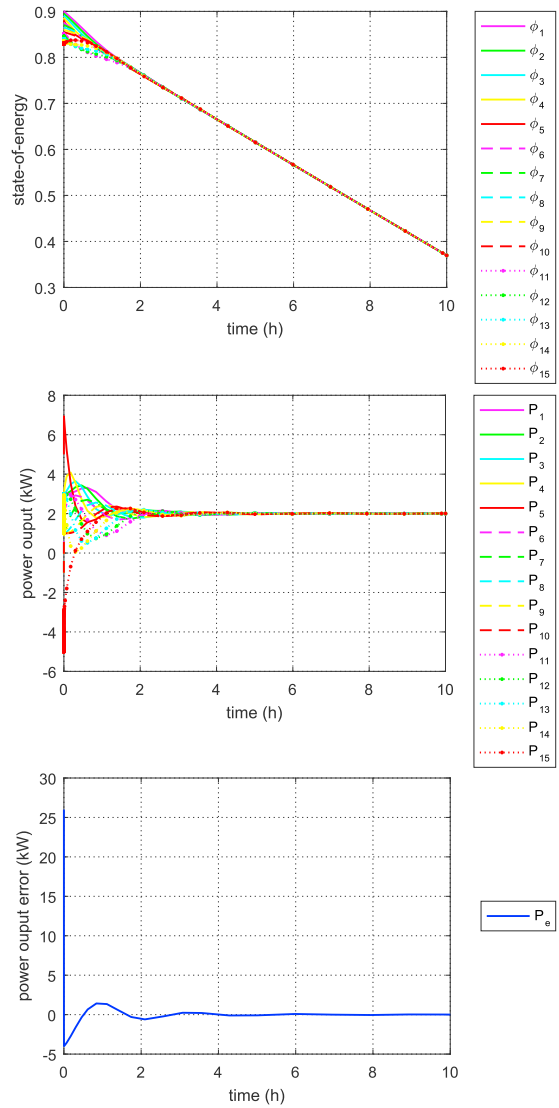 0.9
0.8
0.7
0.6
0.5
0.4
0.3
state-of-energy
0 2 4 6 8 10
time (h)
ϕ1
ϕ2
ϕ3
ϕ4
ϕ5
ϕ6
ϕ7
ϕ8
ϕ9
ϕ10
ϕ11
ϕ12
ϕ13
ϕ14
ϕ15
8
6
4
2
0
-2
-4
-6
power ouput (kW)
0 2 4 6 8 10
time (h)
P1
P2
P3
P4
P5
P6
P7
P8
P9
P10
P11
P12
P13
P14
P15
30
25
20
15
10
5
0
-5
power ouput error (kW)
0 2 4 6 8 10
time (h)
Pe